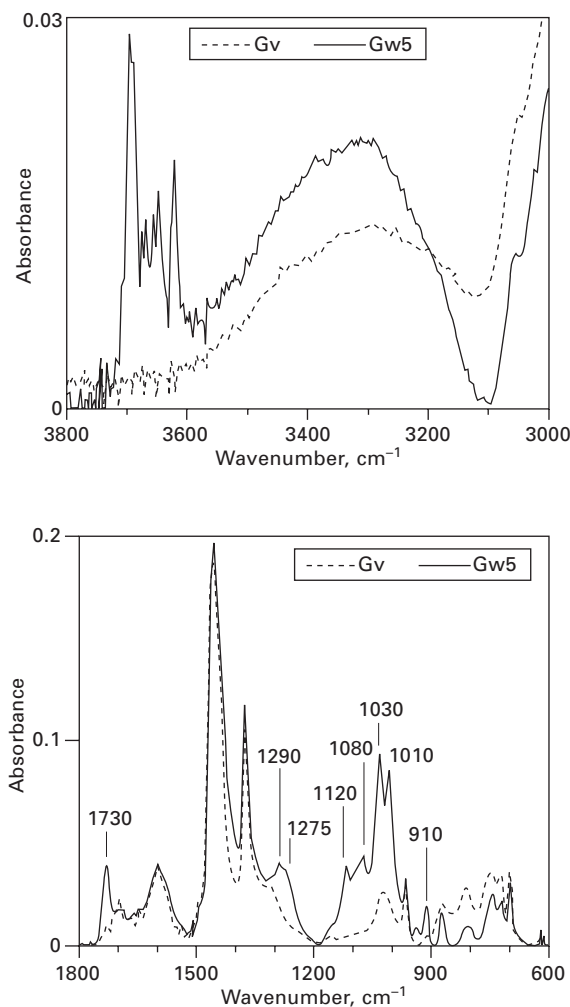 0.03
Gv Gw5
Absorbance
0
3800 3600 3400 3200 3000
Wavenumber, cm⁻¹
0.2
Gv Gw5
Absorbance
1030
0.1
1290 1080 1010
1120
1275
1730
910
0
1800 1500 1200 900 600
Wavenumber, cm⁻¹